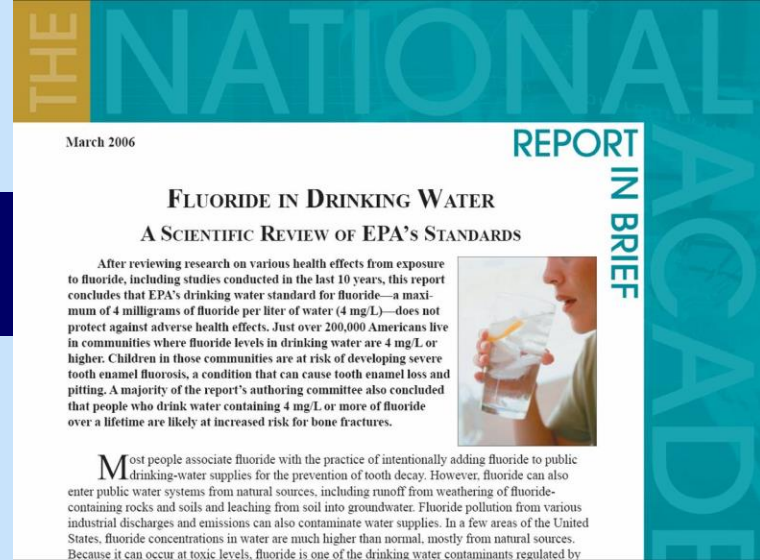 THE
NATIONAL
ACADE
March 2006
REPORT
IN BRIEF
FLUORIDE IN DRINKING WATER
A SCIENTIFIC REVIEW OF EPA'S STANDARDS
After reviewing research on various health effects from exposure
to fluoride, including studies conducted in the last 10 years, this report
concludes that EPA's drinking water standard for fluoride—a maxi-
mum of 4 milligrams of fluoride per liter of water (4 mg/L)—does not
protect against adverse health effects. Just over 200,000 Americans live
in communities where fluoride levels in drinking water are 4 mg/L or
higher. Children in those communities are at risk of developing severe
tooth enamel fluorosis, a condition that can cause tooth enamel loss and
pitting. A majority of the report's authoring committee also concluded
that people who drink water containing 4 mg/L or more of fluoride
over a lifetime are likely at increased risk for bone fractures.
Most people associate fluoride with the practice of intentionally adding fluoride to public
drinking-water supplies for the prevention of tooth decay. However, fluoride can also
enter public water systems from natural sources, including runoff from weathering of fluoride-
containing rocks and soils and leaching from soil into groundwater. Fluoride pollution from various
industrial discharges and emissions can also contaminate water supplies. In a few areas of the United
States, fluoride concentrations in water are much higher than normal, mostly from natural sources.
Because it can occur at toxic levels, fluoride is one of the drinking water contaminants regulated by